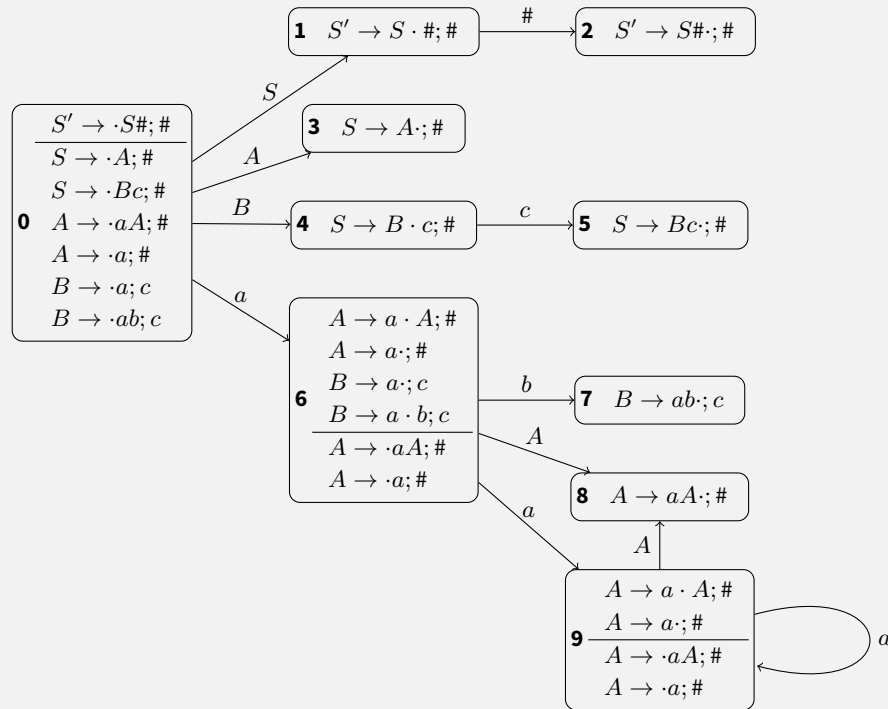 1 S′ → S · #; #
#
2 S′ → S#·; #
S
0
S′ → ·S#; #
S → ·A; #
S → ·Bc; #
A → ·aA; #
A → ·a; #
B → ·a; c
B → ·ab; c
A
3 S → A·; #
B
4 S → B · c; #
c
5 S → Bc·; #
a
6
A → a · A; #
A → a·; #
B → a·; c
B → a · b; c
A → ·aA; #
A → ·a; #
b
7 B → ab·; c
A
8 A → aA·; #
a
A
9
A → a · A; #
A → a·; #
A → ·aA; #
A → ·a; #
a